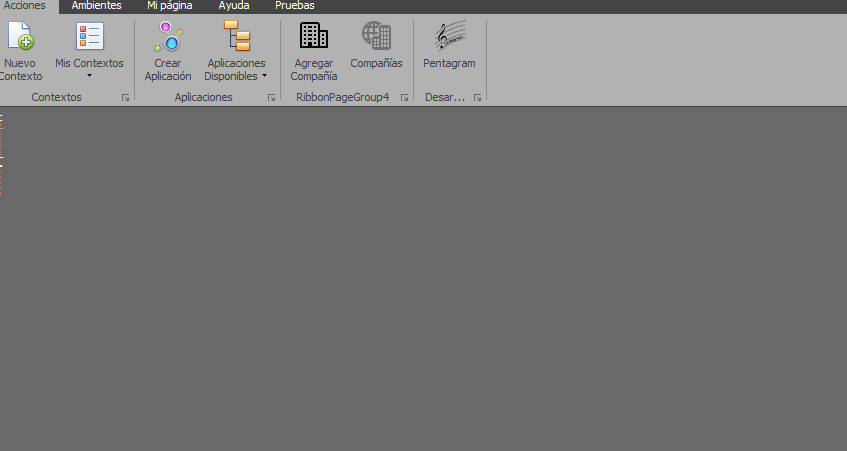 Acciones Ambientes Mi página Ayuda Pruebas
Nuevo Contexto
Mis Contextos
Crear Aplicación
Aplicaciones Disponibles
Agregar Compañía
Compañías
Pentagram
Contextos Aplicaciones RibbonPageGroup4 Desar...